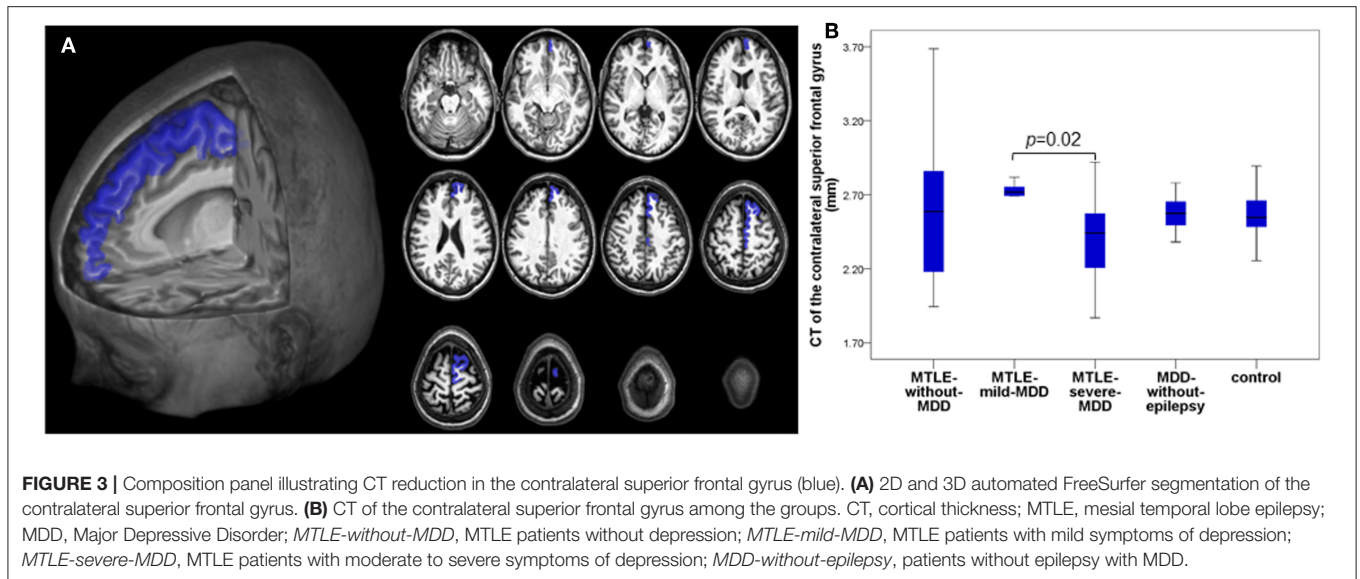 A
B
3.70
3.20
2.70
2.20
1.70
CT of the contralateral superior frontal gyrus
(mm)
p=0.02
MTLE-
without-
MDD
MTLE-
mild-MDD
MTLE-
severe-
MDD
MDD-
without-
epilepsy
control
FIGURE 3 | Composition panel illustrating CT reduction in the contralateral superior frontal gyrus (blue). (A) 2D and 3D automated FreeSurfer segmentation of the
contralateral superior frontal gyrus. (B) CT of the contralateral superior frontal gyrus among the groups. CT, cortical thickness; MTLE, mesial temporal lobe epilepsy;
MDD, Major Depressive Disorder; MTLE-without-MDD, MTLE patients without depression; MTLE-mild-MDD, MTLE patients with mild symptoms of depression;
MTLE-severe-MDD, MTLE patients with moderate to severe symptoms of depression; MDD-without-epilepsy, patients without epilepsy with MDD.